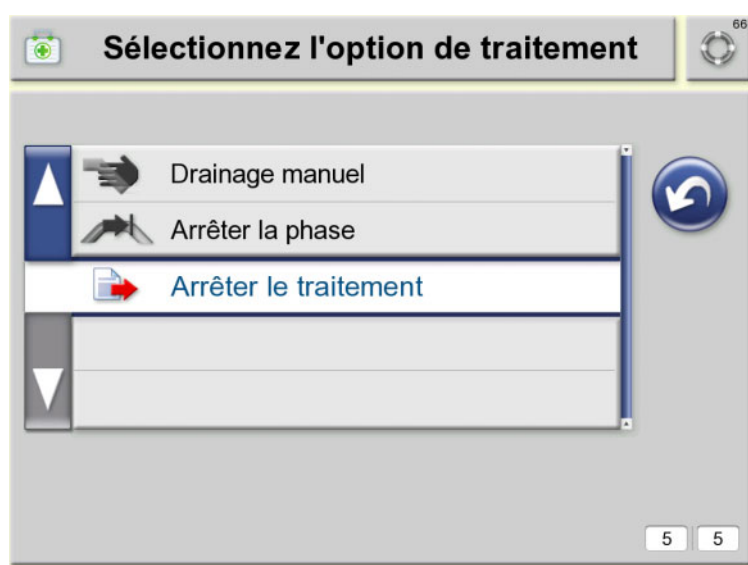 Sélectionnez l'option de traitement
66
Drainage manuel
Arrêter la phase
Arrêter le traitement
5 5